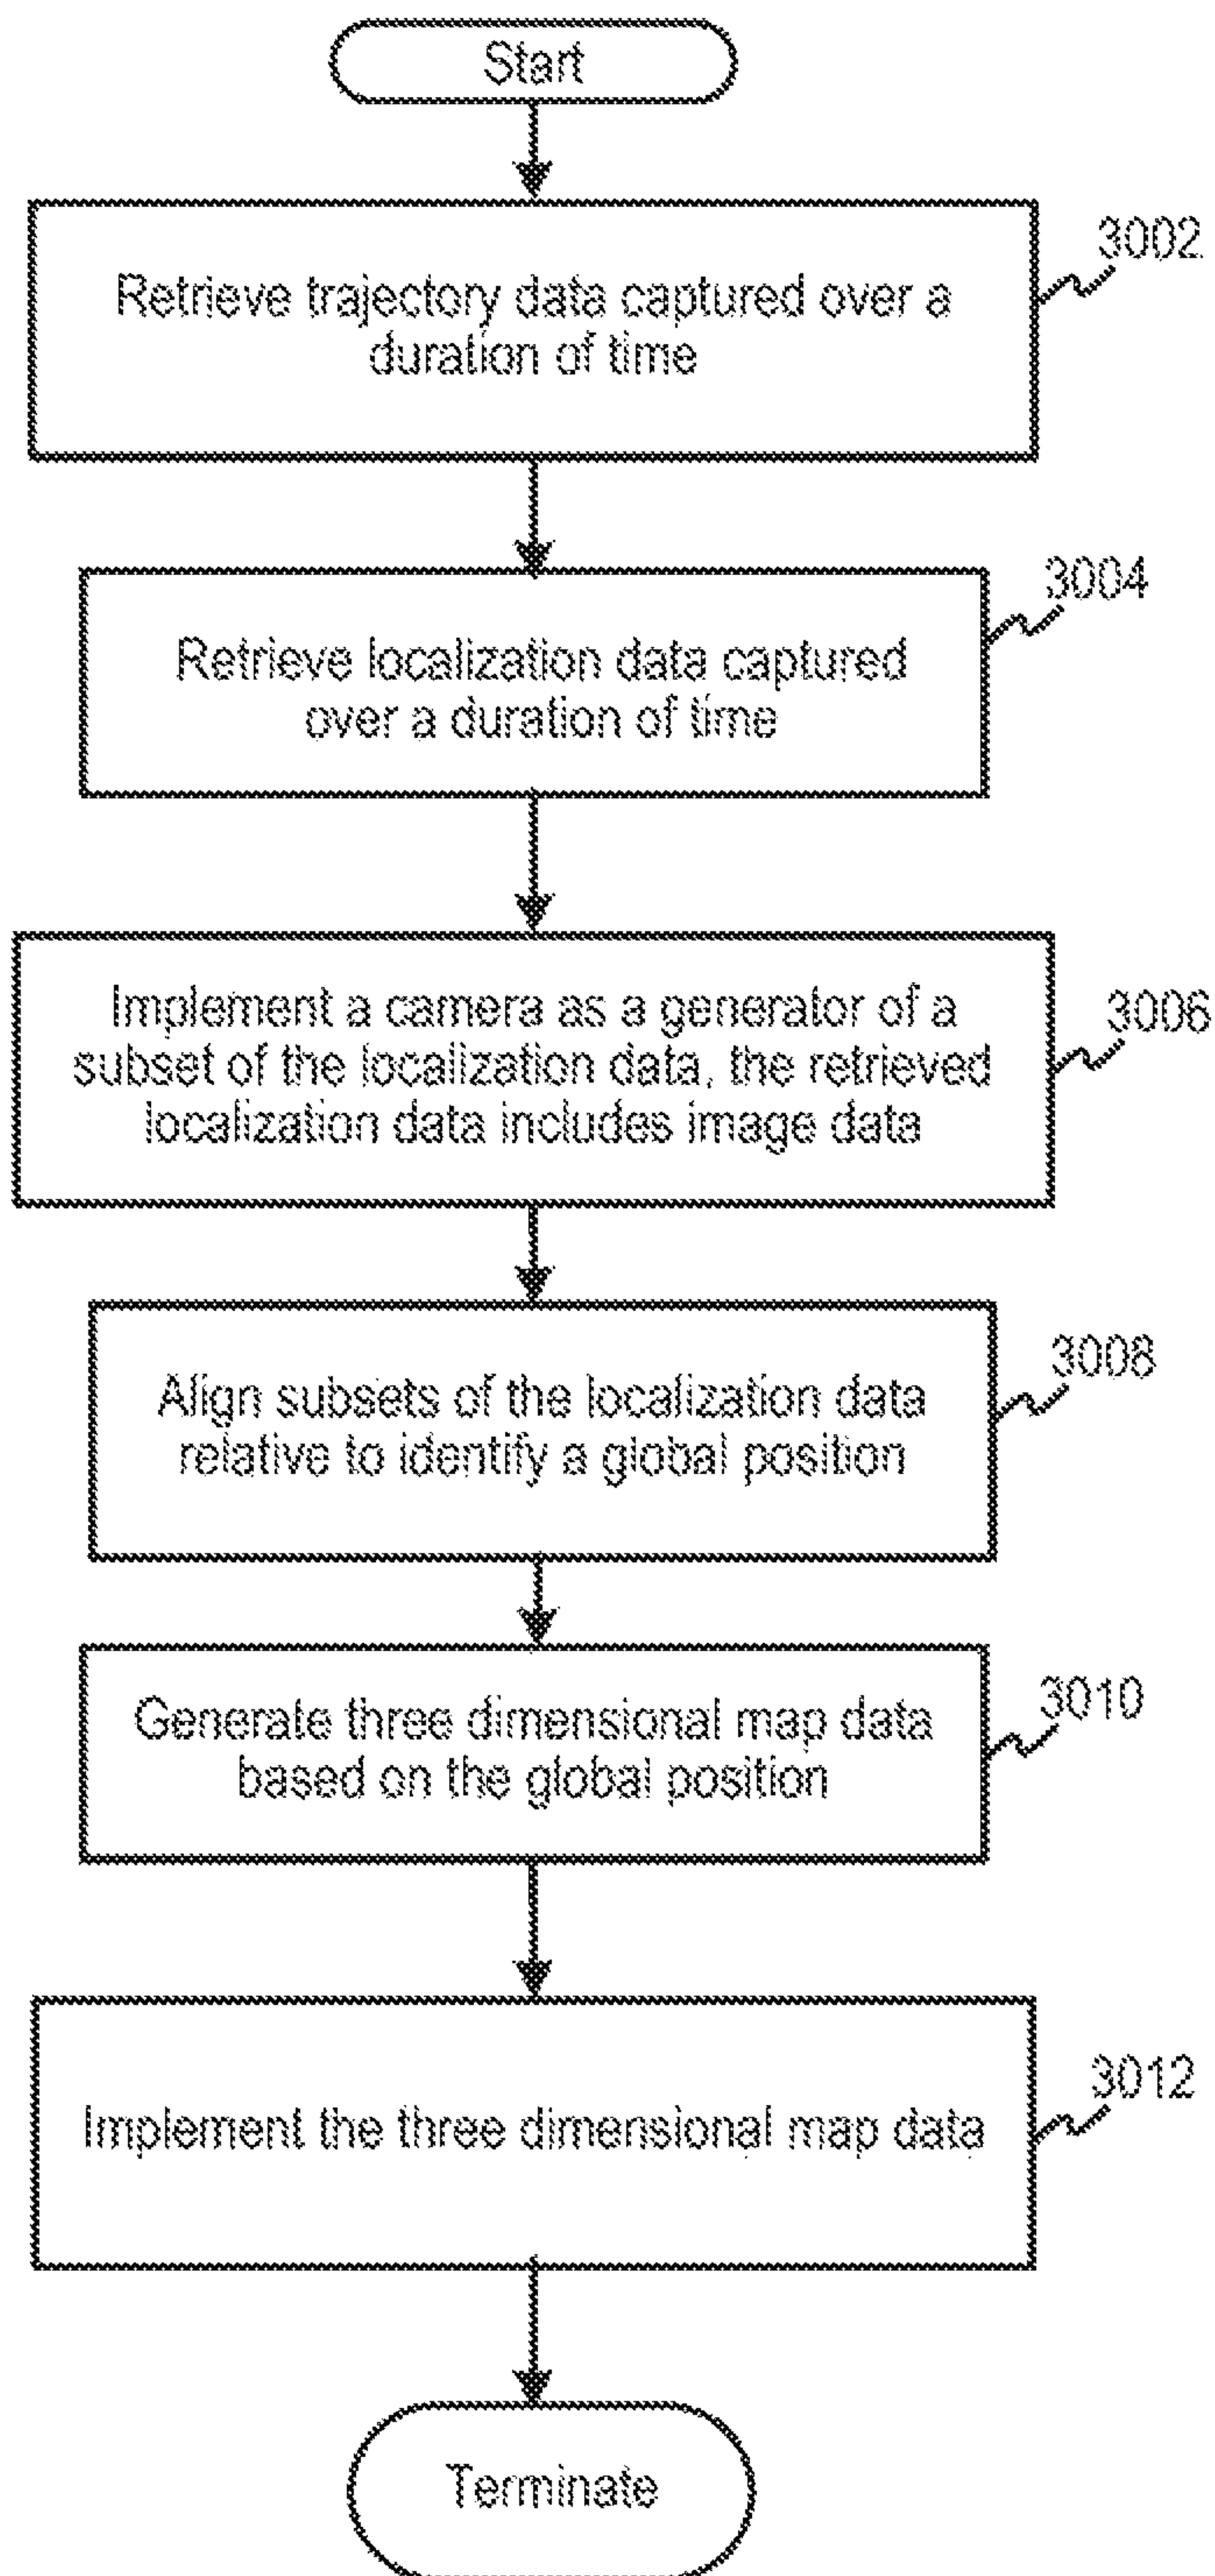 Start
3002
Retrieve trajectory data captured over a
duration of time
3004
Retrieve localization data captured
over a duration of time
3006
Implement a camera as a generator of a
subset of the localization data, the retrieved
localization data includes image data
3008
Align subsets of the localization data
relative to identify a global position
3010
Generate three dimensional map data
based on the global position
3012
Implement the three dimensional map data
Terminate